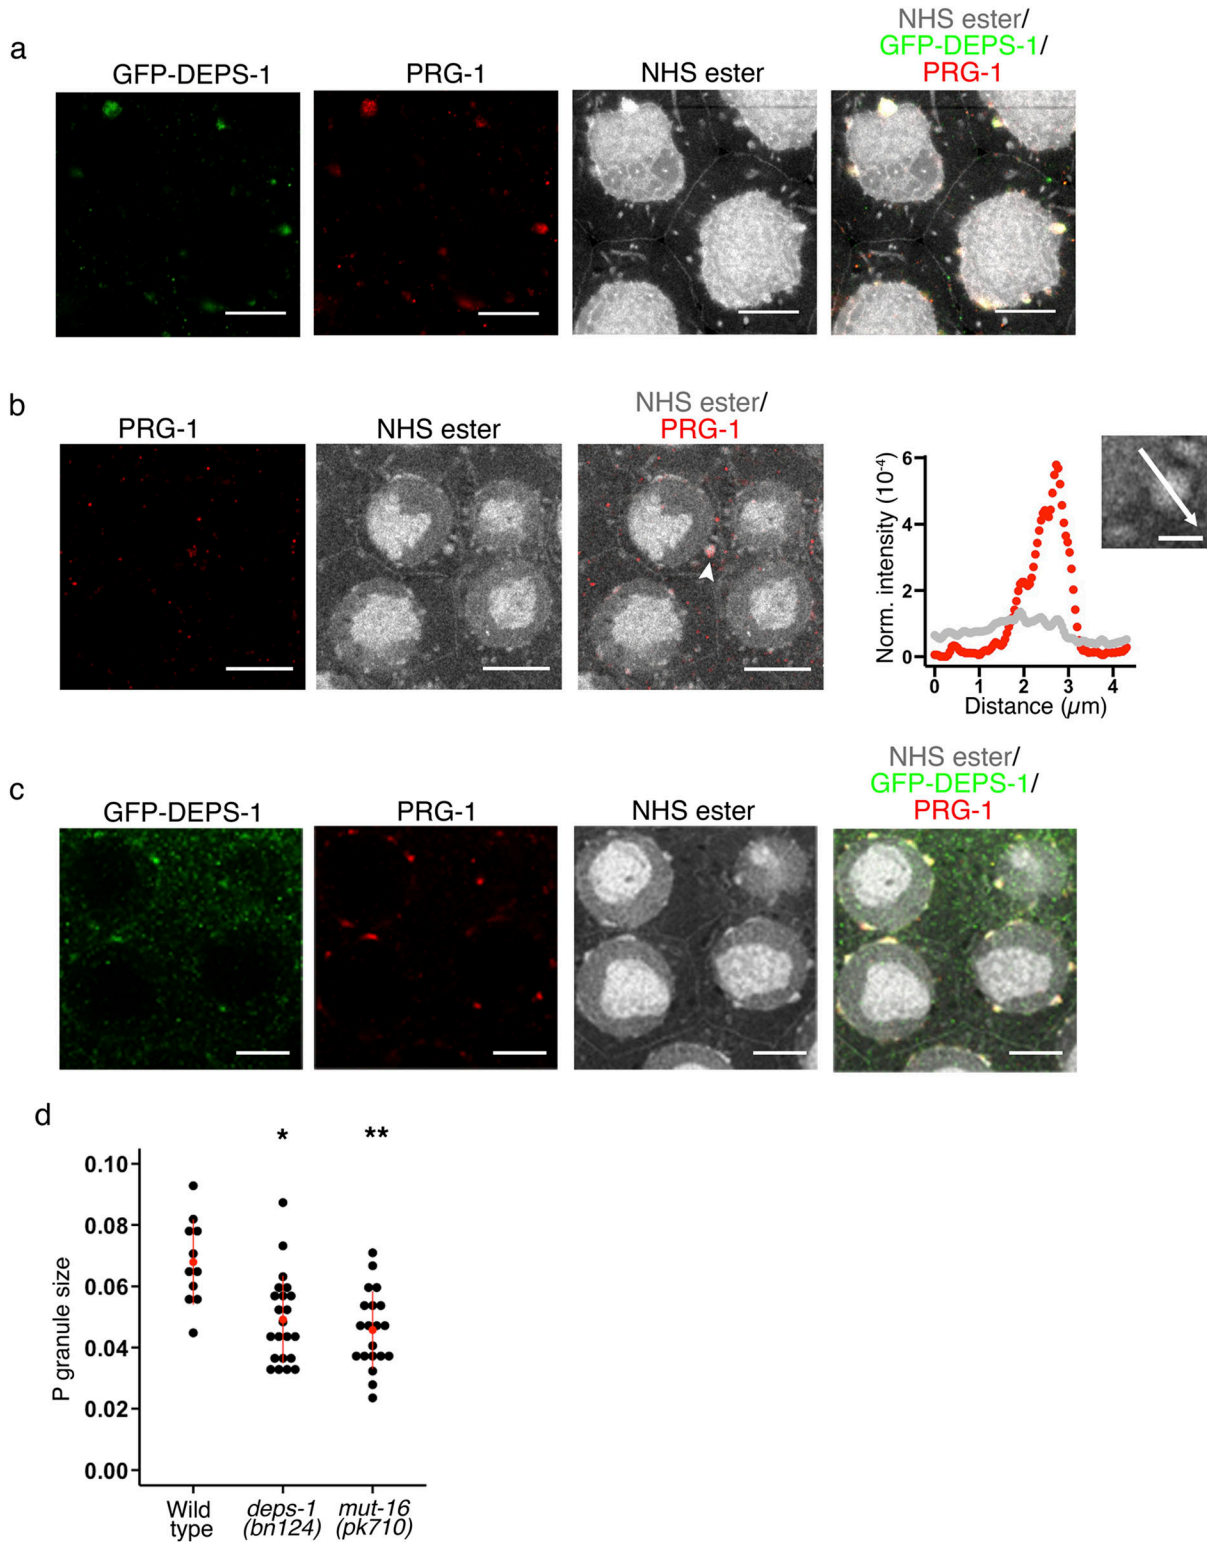 a
GFP-DEPS-1
PRG-1
NHS ester
NHS ester/
GFP-DEPS-1/
PRG-1
b
PRG-1
NHS ester
NHS ester/
PRG-1
Norm. intensity (10⁻⁴)
6
4
2
0
0 1 2 3 4
Distance (µm)
c
GFP-DEPS-1
PRG-1
NHS ester
NHS ester/
GFP-DEPS-1/
PRG-1
d
* **
P granule size
0.10
0.08
0.06
0.04
0.02
0.00
Wild
type
deps-1
(bn124)
mut-16
(pk710)